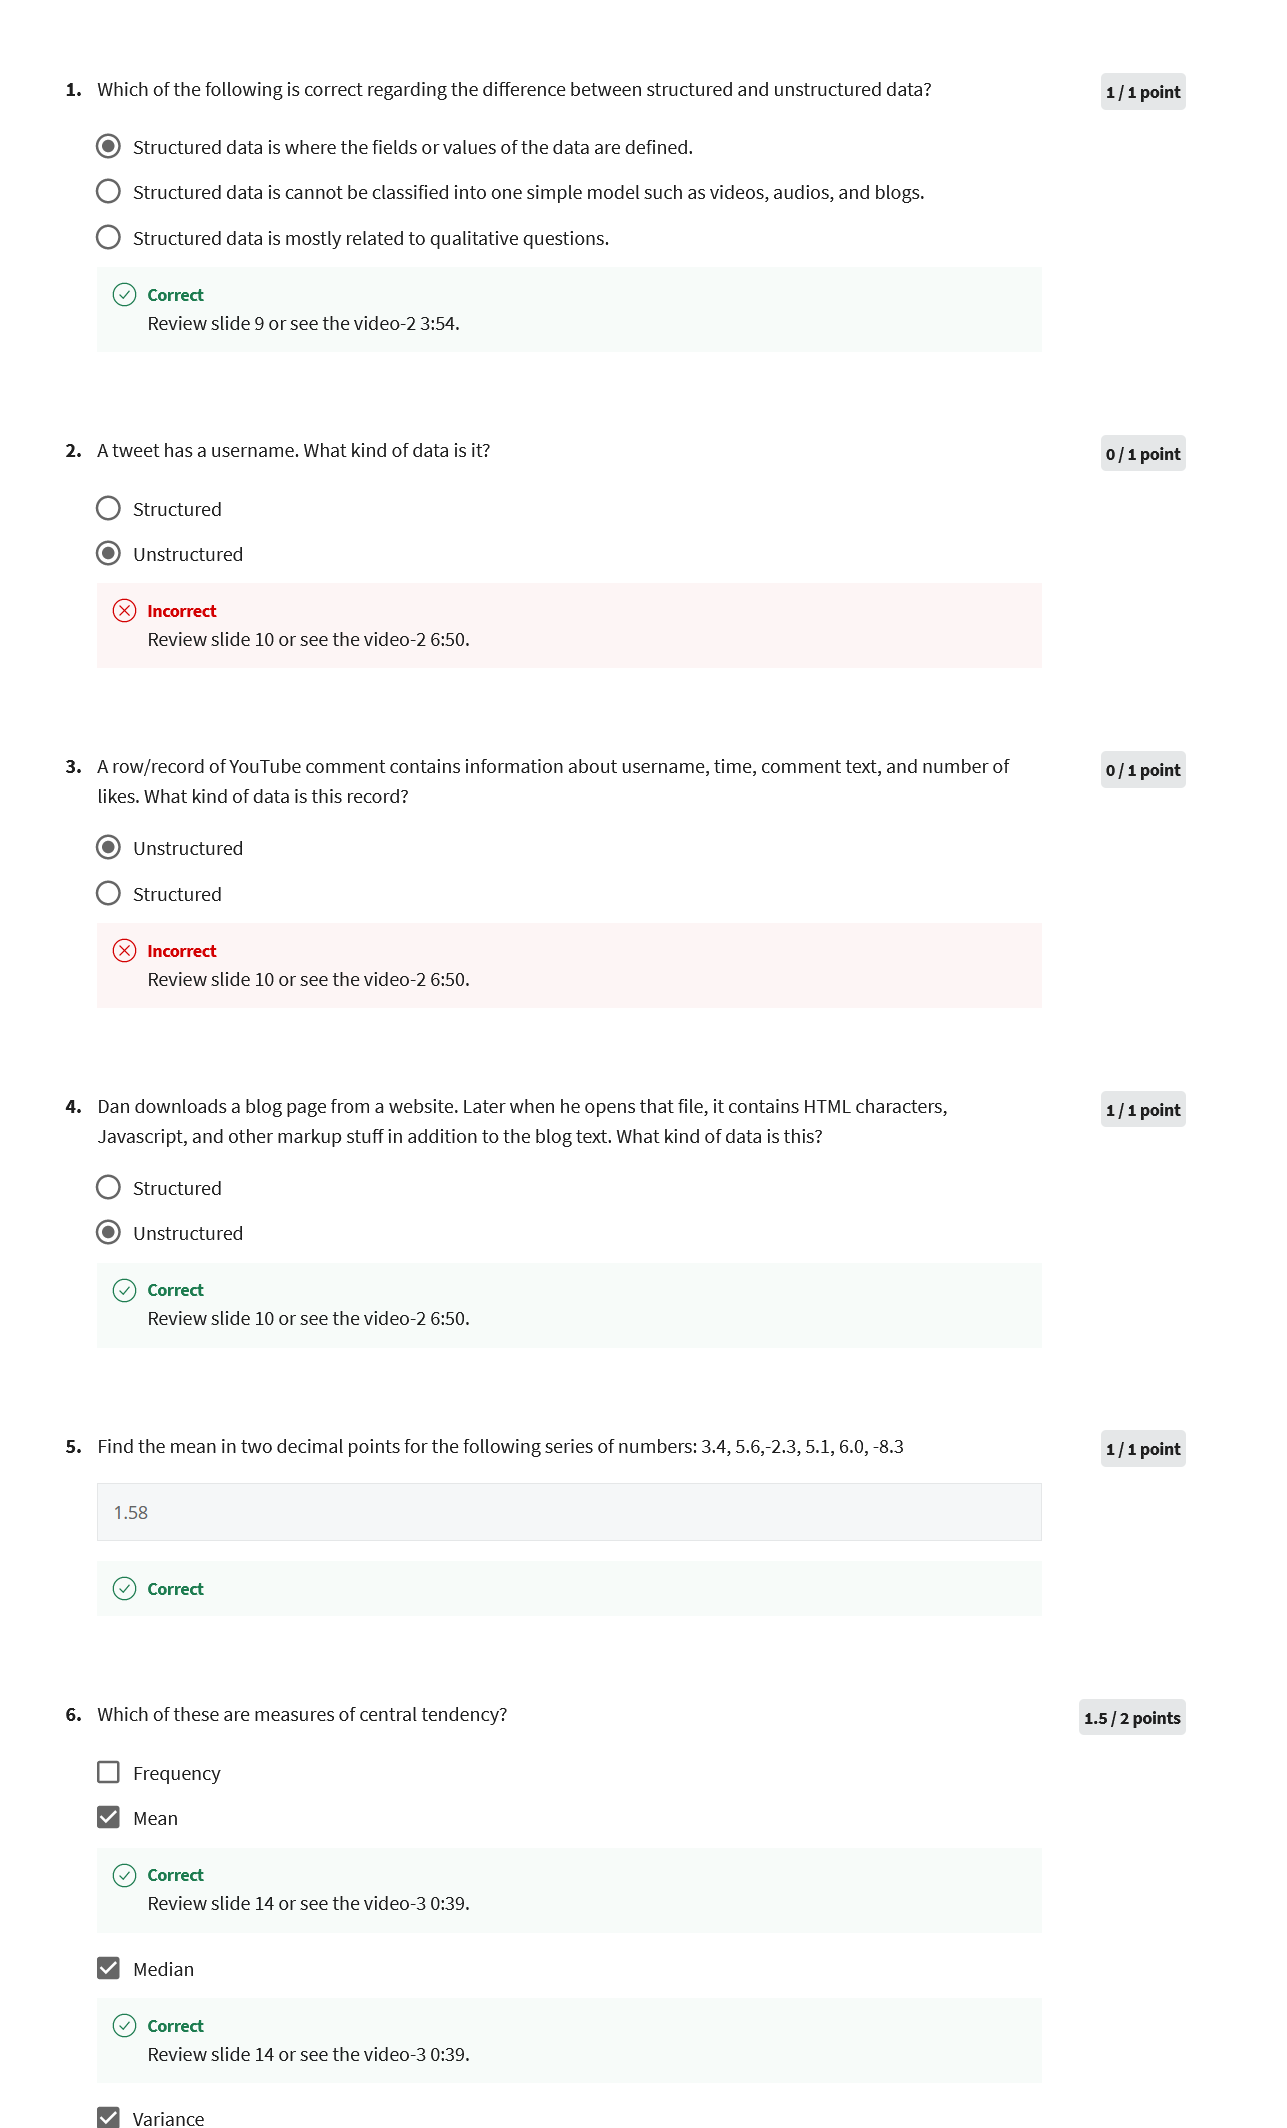 1. Which of the following is correct regarding the difference between structured and unstructured data?
1 / 1 point
Structured data is where the fields or values of the data are defined.
Structured data is cannot be classified into one simple model such as videos, audios, and blogs.
Structured data is mostly related to qualitative questions.
Correct
Review slide 9 or see the video-2 3:54.
2. A tweet has a username. What kind of data is it?
0 / 1 point
Structured
Unstructured
Incorrect
Review slide 10 or see the video-2 6:50.
3. A row/record of YouTube comment contains information about username, time, comment text, and number of
likes. What kind of data is this record?
0 / 1 point
Unstructured
Structured
Incorrect
Review slide 10 or see the video-2 6:50.
4. Dan downloads a blog page from a website. Later when he opens that file, it contains HTML characters,
Javascript, and other markup stuff in addition to the blog text. What kind of data is this?
1 / 1 point
Structured
Unstructured
Correct
Review slide 10 or see the video-2 6:50.
5. Find the mean in two decimal points for the following series of numbers: 3.4, 5.6,-2.3, 5.1, 6.0, -8.3
1 / 1 point
1.58
Correct
6. Which of these are measures of central tendency?
1.5 / 2 points
Frequency
Mean
Correct
Review slide 14 or see the video-3 0:39.
Median
Correct
Review slide 14 or see the video-3 0:39.
Variance